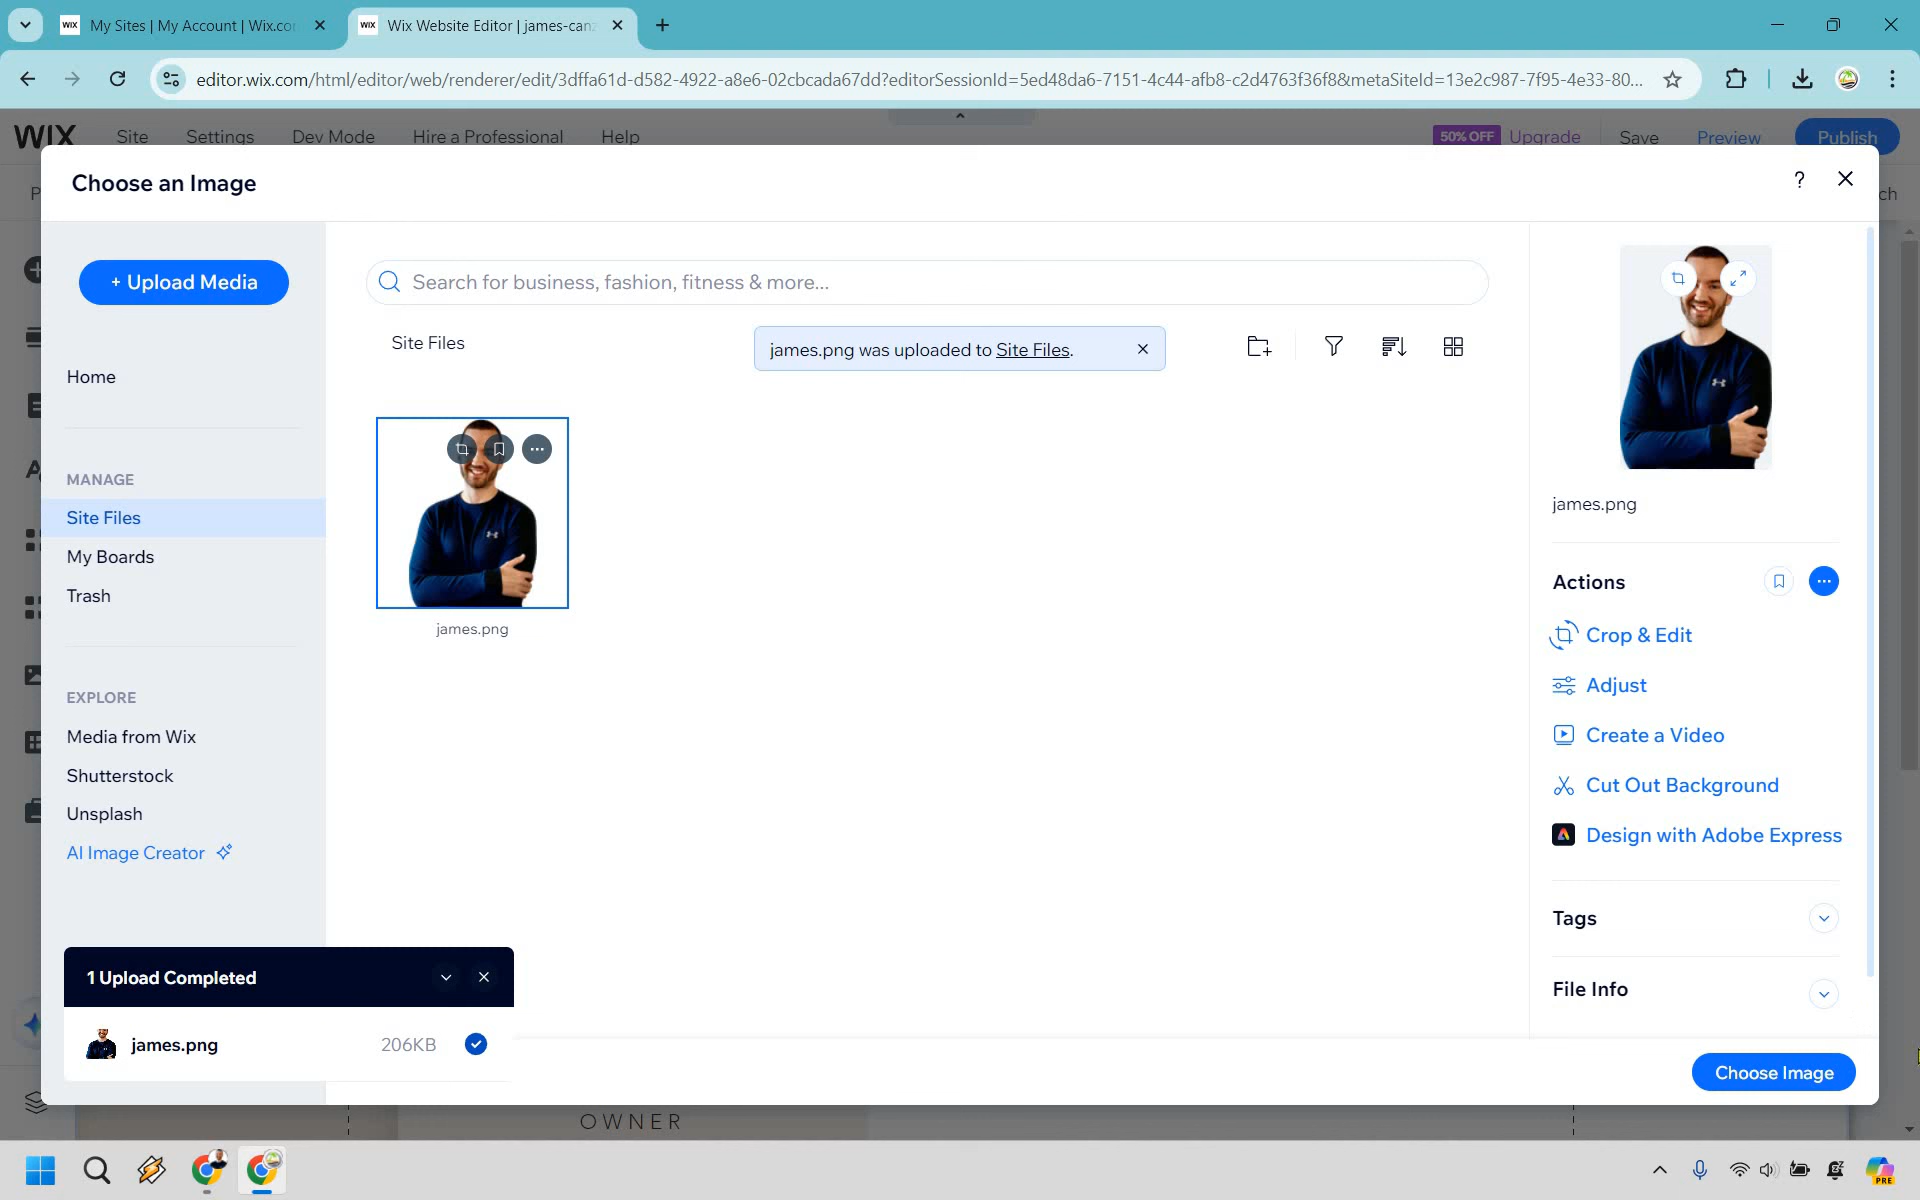 WIX
My Sites | My Account | Wix.co
WIX
Wix Website Editor | james-can
editor.wix.com/html/editor/web/renderer/edit/3dffa61d-d582-4922-a8e6-02cbcada67dd?editorSessionId=5ed48da6-7151-4c44-afb8-c2d4763f36f8&metaSiteId=13e2c987-7f95-4e33-80...
WIX
Site
Settings
Dev Mode
Hire a Professional
Help
50% OFF
Upgrade
Save
Preview
Publish
P
ch
Choose an Image
?
+ Upload Media
Search for business, fashion, fitness & more...
Site Files
james.png was uploaded to Site Files.
Home
MANAGE
Site Files
My Boards
Trash
EXPLORE
Media from Wix
Shutterstock
Unsplash
AI Image Creator
james.png
james.png
Actions
Crop & Edit
Adjust
Create a Video
Cut Out Background
Design with Adobe Express
Tags
File Info
1 Upload Completed
james.png
206KB
Choose Image
OWNER
PRE